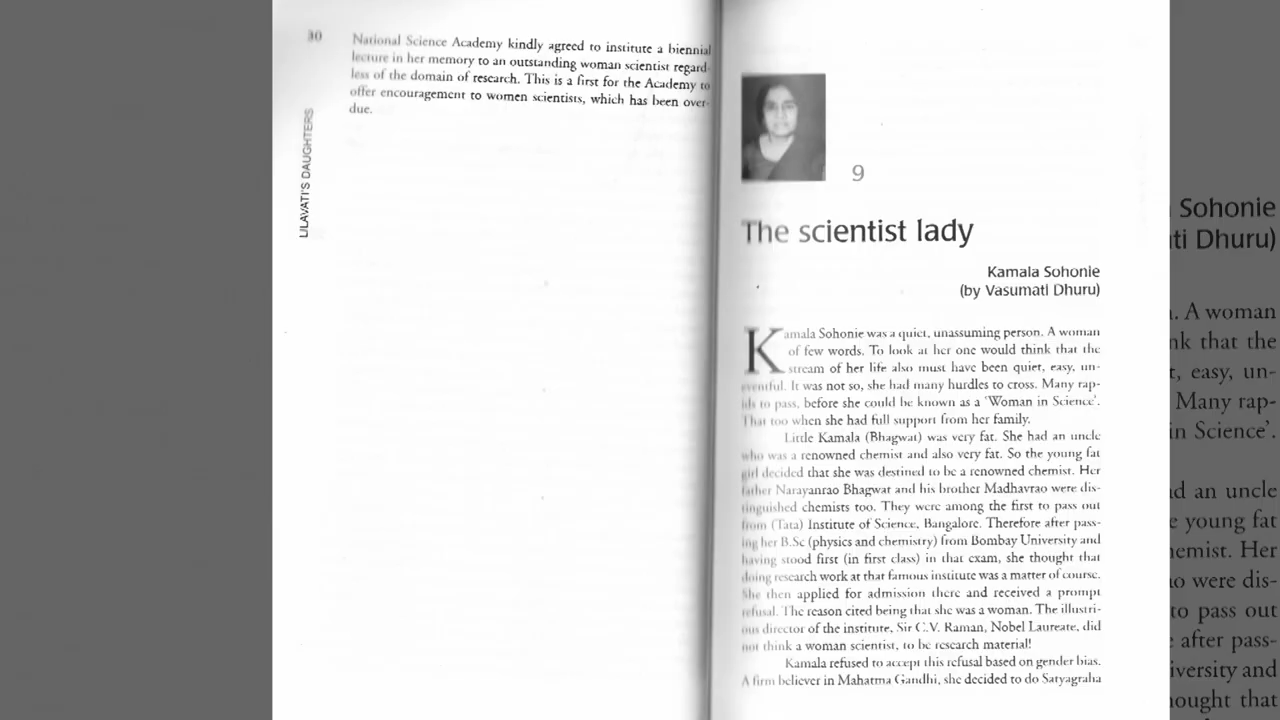 30
National Science Academy kindly agreed to institute a biennial
lecture in her memory to an outstanding woman scientist regard-
less of the domain of research. This is a first for the Academy to
offer encouragement to women scientists, which has been over-
due.
LILAVATI'S DAUGHTERS
9
The scientist lady
Kamala Sohonie
(by Vasumati Dhuru)
Kamala Sohonie was a quiet, unassuming person. A woman
of few words. To look at her one would think that the
stream of her life also must have been quiet, easy, un-
eventful. It was not so, she had many hurdles to cross. Many rap-
ids to pass, before she could be known as a 'Woman in Science'.
That too when she had full support from her family.
Little Kamala (Bhagwat) was very fat. She had an uncle
who was a renowned chemist and also very fat. So the young fat
girl decided that she was destined to be a renowned chemist. Her
father Narayanrao Bhagwat and his brother Madhavrao were dis-
tinguished chemists too. They were among the first to pass out
from (Tata) Institute of Science, Bangalore. Therefore after pass-
ing her B.Sc (physics and chemistry) from Bombay University and
having stood first (in first class) in that exam, she thought that
doing research work at that famous institute was a matter of course.
She then applied for admission there and received a prompt
refusal. The reason cited being that she was a woman. The illustri-
ous director of the institute, Sir C.V. Raman, Nobel Laureate, did
not think a woman scientist, to be research material!
Kamala refused to accept this refusal based on gender bias.
A firm believer in Mahatma Gandhi, she decided to do Satyagraha
Sohonie
ti Dhuru)
. A woman
nk that the
t, easy, un-
Many rap-
in Science'.
d an uncle
e young fat
emist. Her
o were dis-
to pass out
after pass-
iversity and
hought that